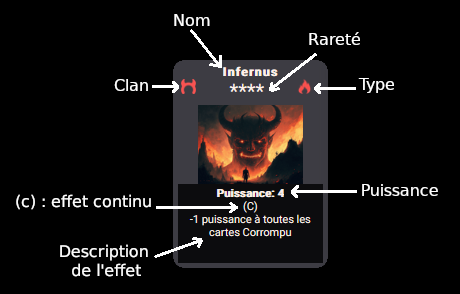 Nom
Rareté
Infernus
Clan
****
Type
Puissance: 4
Puissance
(c) : effet continu
(C)
-1 puissance à toutes les
cartes Corrompu
Description
de l'effet